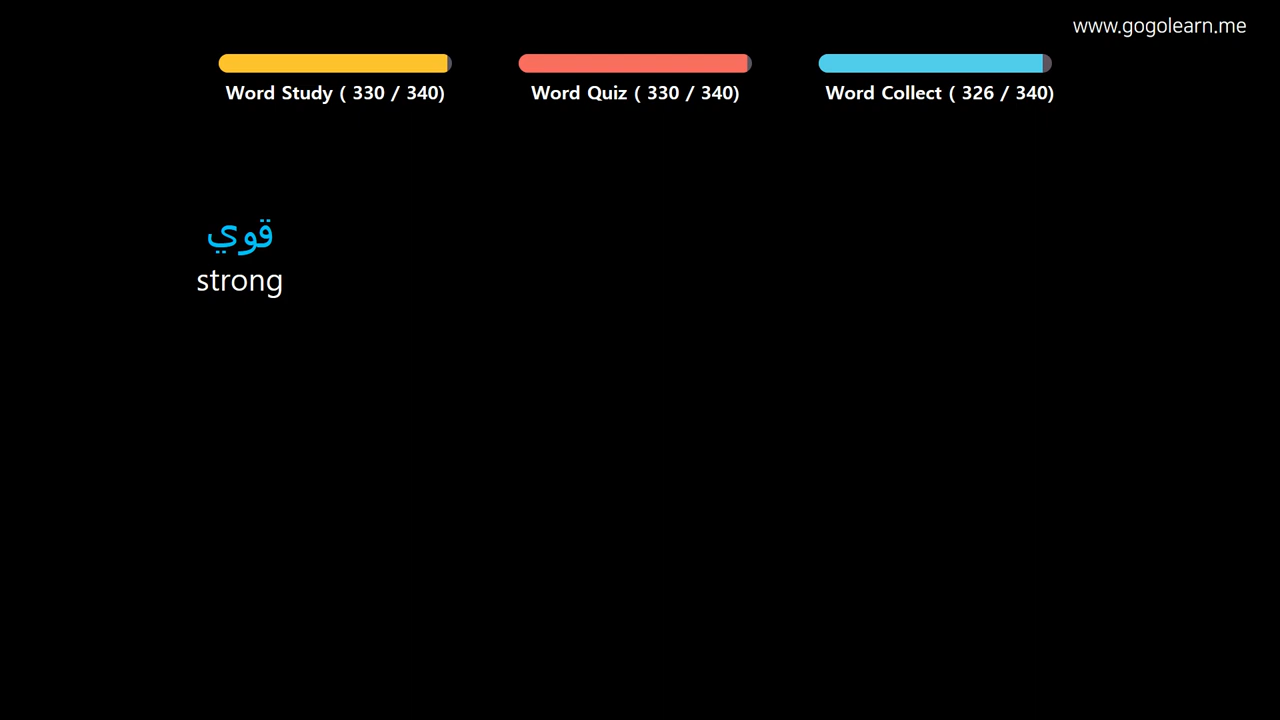 www.gogolearn.me
Word Study ( 330 / 340)
Word Quiz ( 330 / 340)
Word Collect ( 326 / 340)
قوي
strong